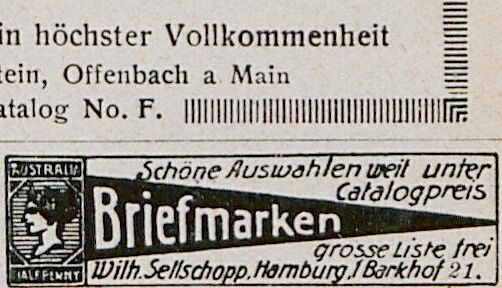 in höchster Vollkommenheit
tein, Offenbach a Main
atalog No. F.
AUSTRALIA
HALFPENNY
Schöne Auswahlen weit unter
Catalogpreis
Briefmarken
grosse Liste frei
Wilh. Sellschopp, Hamburg, 1 Barkhof 21.